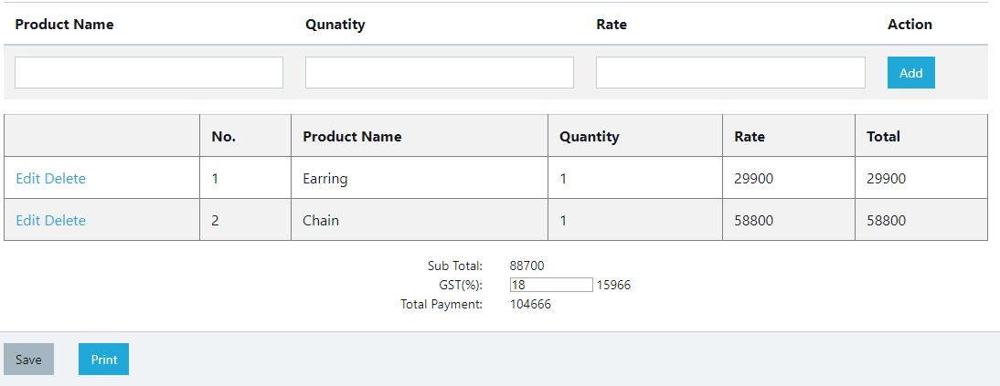 Product Name Qunatity Rate Action
Add
No. Product Name Quantity Rate Total
Edit Delete 1 Earring 1 29900 29900
Edit Delete 2 Chain 1 58800 58800
Sub Total: 88700
GST(%): 18 15966
Total Payment: 104666
Save Print